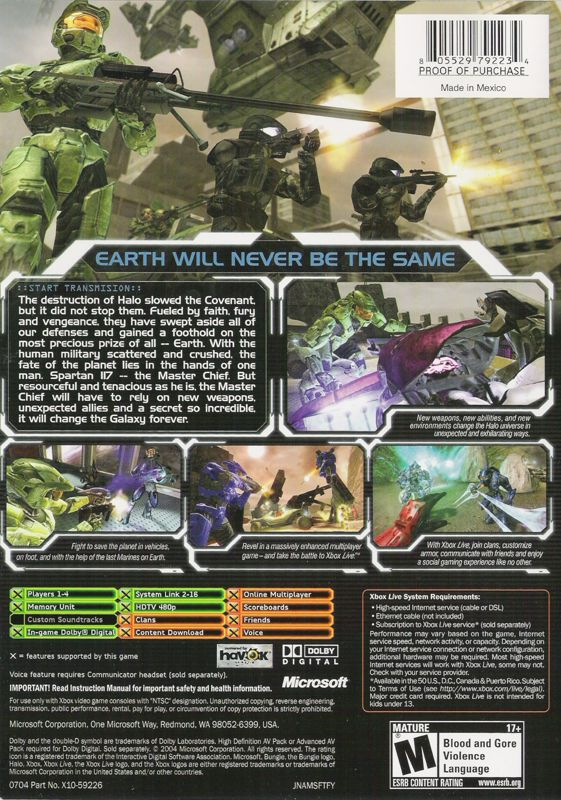 8 05529 79223 4
PROOF OF PURCHASE
Made in Mexico
EARTH WILL NEVER BE THE SAME
::START TRANSMISION::
The destruction of Halo slowed the Covenant,
but it did not stop them. Fueled by faith, fury
and vengeance, they have swept aside all of
our defenses and gained a foothold on the
most precious prize of all -- Earth. With the
human military scattered and crushed, the
fate of the planet lies in the hands of one
man. Spartan 117 -- the Master Chief. But
resourceful and tenacious as he is, the Master
Chief will have to rely on new weapons,
unexpected allies and a secret so incredible,
it will change the Galaxy forever.
New weapons, new abilities, and new
environments change the Halo universe in
unexpected and exhilarating ways.
Fight to save the planet in vehicles,
on foot, and with the help of the last Marines on Earth.
Revel in a massively enhanced multiplayer
game – and take the battle to Xbox Live.™
With Xbox Live, join clans, customize
armor, communicate with friends and enjoy
a social gaming experience like no other.
X Players 1-4
X Memory Unit
Custom Soundtracks
X In-game Dolby® Digital
X System Link 2-16
X HDTV 480p
X Clans
X Content Download
X Online Multiplayer
X Scoreboards
X Friends
X Voice
X = features supported by this game
powered by
havok
DOLBY
DIGITAL
Voice feature requires Communicator headset (sold separately).
Microsoft
IMPORTANT! Read Instruction Manual for important safety and health information.
For use only with Xbox video game consoles with "NTSC" designation. Unauthorized copying, reverse engineering,
transmission, public performance, rental, pay for play, or circumvention of copy protection is strictly prohibited.
Microsoft Corporation, One Microsoft Way, Redmond, WA 98052-6399, USA.
Dolby and the double-D symbol are trademarks of Dolby Laboratories. High Definition AV Pack or Advanced AV
Pack required for Dolby Digital. Sold separately. © 2004 Microsoft Corporation. All rights reserved. The rating
icon is a registered trademark of the Interactive Digital Software Association. Microsoft, Bungie, the Bungie logo,
Halo, Xbox, Xbox Live, the Xbox Live logo, and the Xbox logos are either registered trademarks or trademarks of
Microsoft Corporation in the United States and/or other countries.
0704 Part No. X10-59226
JNAMSFTFY
Xbox Live System Requirements:
• High-speed Internet service (cable or DSL)
• Ethernet cable (not included)
• Subscription to Xbox Live service* (sold separately)
Performance may vary based on game, Internet
service speed, network activity, or capacity. Depending on
your Internet service connection or network configuration,
additional hardware may be required. Most high-speed
Internet services will work with Xbox Live, some may not.
Check with your service provider.
*Available in the 50 U.S., D.C., Canada & Puerto Rico. Subject
to Terms of Use (see http://www.xbox.com/live/legal/).
Major credit card required. Xbox Live is not intended for
kids under 13.
MATURE 17+
M
Blood and Gore
Violence
Language
ESRB CONTENT RATING www.esrb.org